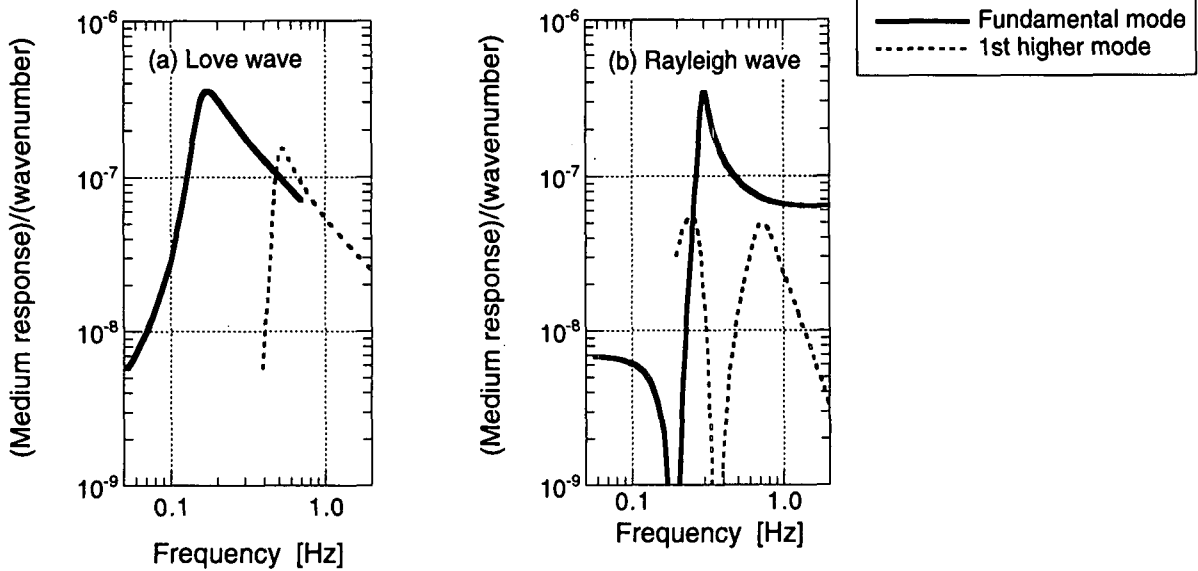 (Medium response)/(wavenumber)
10-6
10-7
10-8
10-9
(a) Love wave
0.1
1.0
Frequency [Hz]
(Medium response)/(wavenumber)
10-6
10-7
10-8
10-9
(b) Rayleigh wave
0.1
1.0
Frequency [Hz]
Fundamental mode
1st higher mode